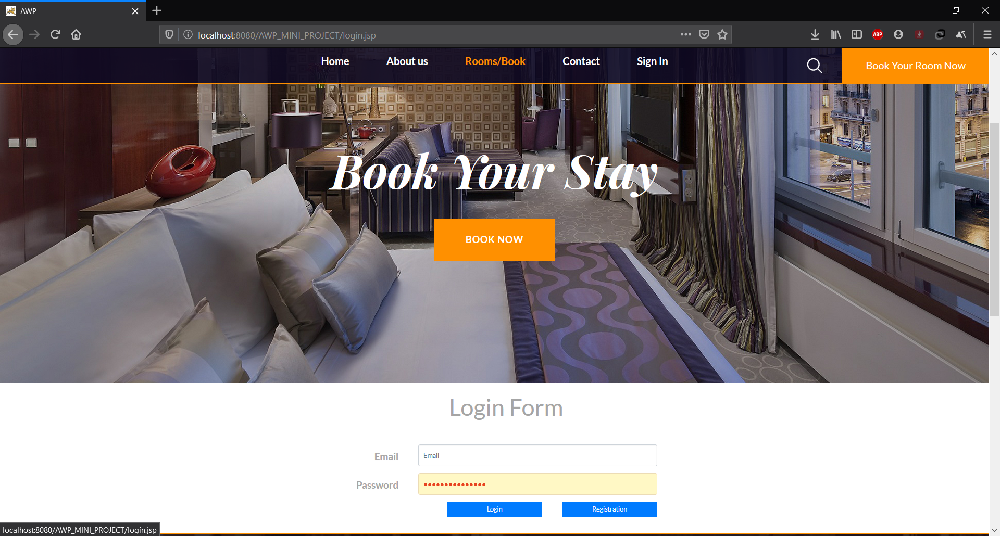 AWP
localhost:8080/AWP_MINI_PROJECT/login.jsp
ABP
Home About us Rooms/Book Contact Sign In
Book Your Room Now
Book Your Stay
BOOK NOW
Login Form
Email Email
Password •••••••••••••••
Login Registration
localhost:8080/AWP_MINI_PROJECT/login.jsp